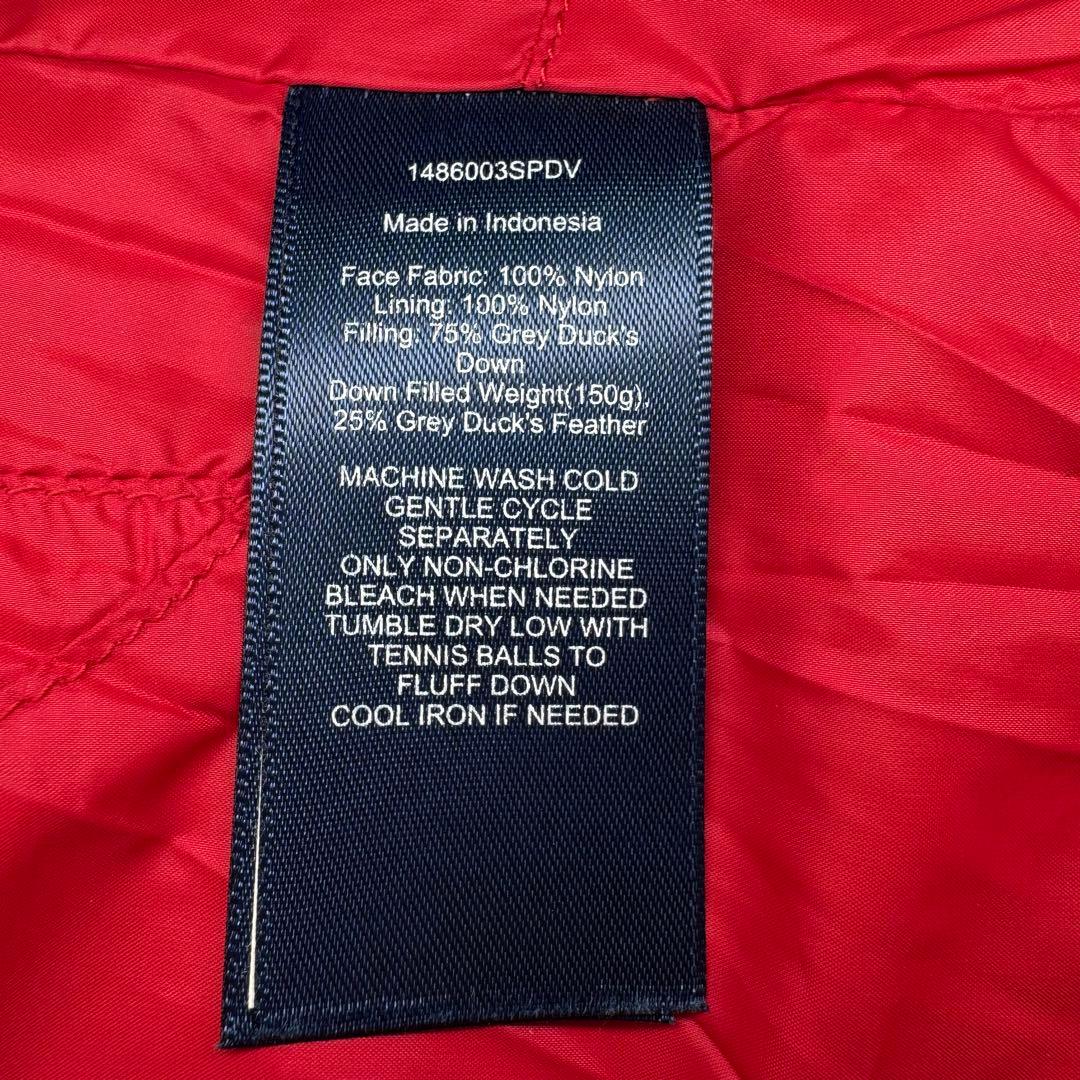 1486003SPDV
Made in Indonesia
Face Fabric: 100% Nylon
Lining: 100% Nylon
Filling: 75% Grey Duck's
Down
Down Filled Weight(150g),
25% Grey Duck's Feather
MACHINE WASH COLD
GENTLE CYCLE
SEPARATELY
ONLY NON-CHLORINE
BLEACH WHEN NEEDED
TUMBLE DRY LOW WITH
TENNIS BALLS TO
FLUFF DOWN
COOL IRON IF NEEDED